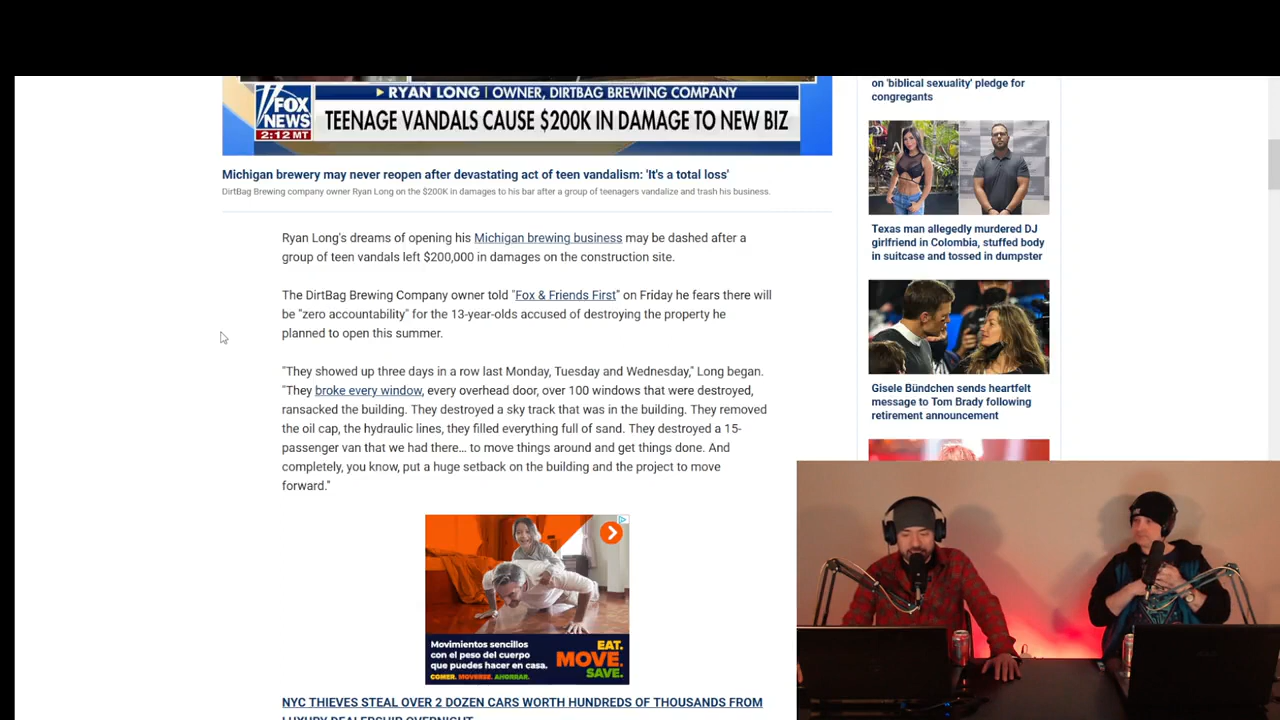 RYAN LONG | OWNER, DIRTBAG BREWING COMPANY
FOX
NEWS
2:12 MT
TEENAGE VANDALS CAUSE $200K IN DAMAGE TO NEW BIZ
Michigan brewery may never reopen after devastating act of teen vandalism: 'It's a total loss'
DirtBag Brewing company owner Ryan Long on the $200K in damages to his bar after a group of teenagers vandalize and trash his business.
Ryan Long's dreams of opening his Michigan brewing business may be dashed after a
group of teen vandals left $200,000 in damages on the construction site.
The DirtBag Brewing Company owner told "Fox & Friends First" on Friday he fears there will
be "zero accountability" for the 13-year-olds accused of destroying the property he
planned to open this summer.
"They showed up three days in a row last Monday, Tuesday and Wednesday," Long began.
"They broke every window, every overhead door, over 100 windows that were destroyed,
ransacked the building. They destroyed a sky track that was in the building. They removed
the oil cap, the hydraulic lines, they filled everything full of sand. They destroyed a 15-
passenger van that we had there... to move things around and get things done. And
completely, you know, put a huge setback on the building and the project to move
forward."
Movimientos sencillos
con el peso del cuerpo
que puedes hacer en casa.
COMER. MOVERSE. AHORRAR.
EAT.
MOVE.
SAVE.
NYC THIEVES STEAL OVER 2 DOZEN CARS WORTH HUNDREDS OF THOUSANDS FROM
LUXURY DEALERSHIP OVERNIGHT
on 'biblical sexuality' pledge for
congregants
Texas man allegedly murdered DJ
girlfriend in Colombia, stuffed body
in suitcase and tossed in dumpster
Gisele Bündchen sends heartfelt
message to Tom Brady following
retirement announcement